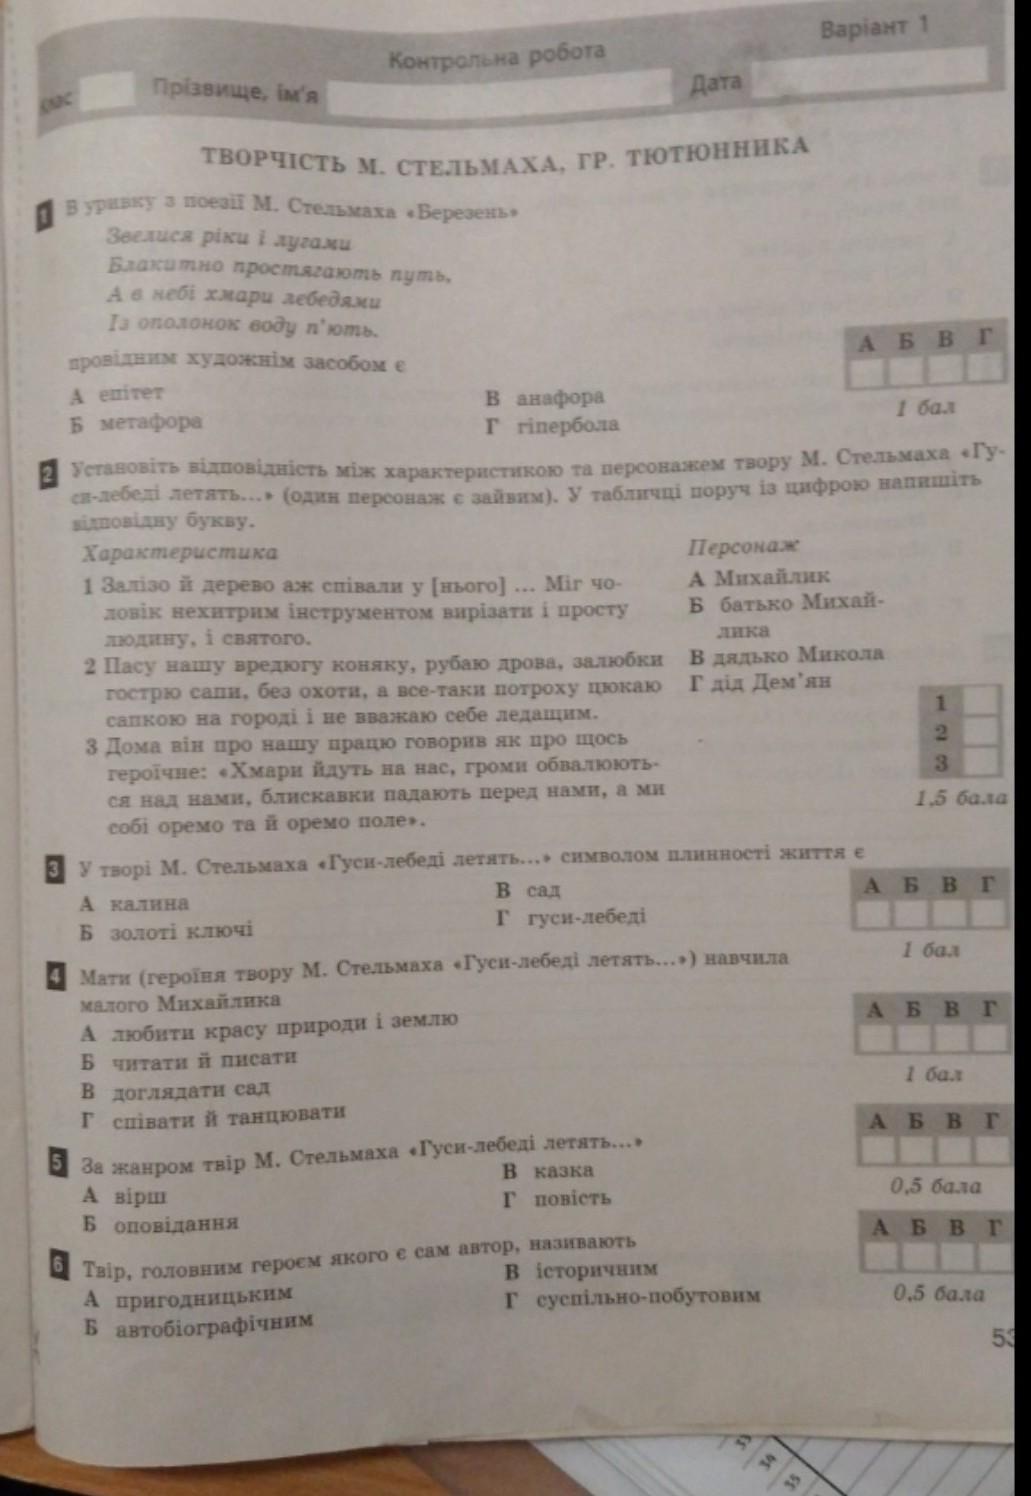 Варіант 1
Контрольна робота
Клас
Прізвище, ім'я
Дата
ТВОРЧІСТЬ М. СТЕЛЬМАХА, ГР. ТЮТЮННИКА
1 В уривку з поезії М. Стельмаха «Березень»
Звелися ріки і лугами
Блакитно простягають путь,
А в небі хмари лебедями
Із ополонок воду п'ють.
провідним художнім засобом є
А епітет
Б метафора
В анафора
Г гіпербола
А Б В Г
1 бал
2 Установіть відповідність між характеристикою та персонажем твору М. Стельмаха «Гу-
си-лебеді летять...» (один персонаж є зайвим). У табличці поруч із цифрою напишіть
відповідну букву.
Характеристика
1 Залізо й дерево аж співали у [нього] ... Міг чо-
ловік нехитрим інструментом вирізати і просту
людину, і святого.
2 Пасу нашу вредюгу коняку, рубаю дрова, залюбки
гострю сапи, без охоти, а все-таки потроху цюкаю
сапкою на городі і не вважаю себе ледащим.
3 Дома він про нашу працю говорив як про щось
героїчне: «Хмари йдуть на нас, громи обвалюють-
ся над нами, блискавки падають перед нами, а ми
собі оремо та й оремо поле».
Персонаж
А Михайлик
Б батько Михай-
лика
В дядько Микола
Г дід Дем'ян
1
2
3
1,5 бала
3 У творі М. Стельмаха «Гуси-лебеді летять...» символом плинності життя є
А калина
Б золоті ключі
В сад
Г гуси-лебеді
А Б В Г
1 бал
4 Мати (героїня твору М. Стельмаха «Гуси-лебеді летять...») навчила
малого Михайлика
А любити красу природи і землю
Б читати й писати
В доглядати сад
Г співати й танцювати
А Б В Г
1 бал
5 За жанром твір М. Стельмаха «Гуси-лебеді летять...»
А вірш
Б оповідання
В казка
Г повість
А Б В Г
0,5 бала
6 Твір, головним героєм якого є сам автор, називають
А пригодницьким
Б автобіографічним
В історичним
Г суспільно-побутовим
А Б В Г
0,5 бала
53
33
34
35